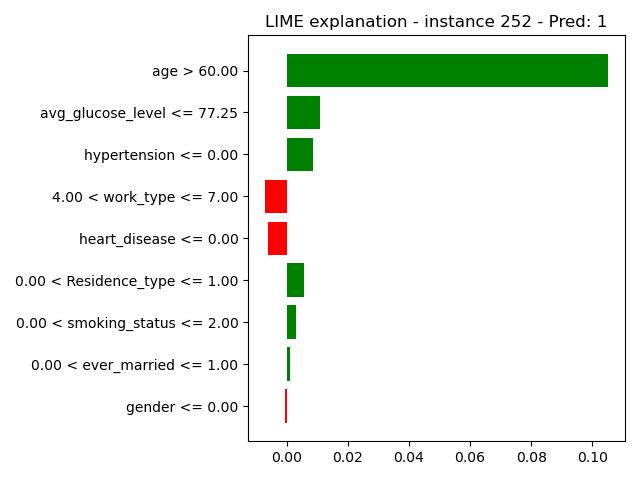 LIME explanation - instance 252 - Pred: 1
age > 60.00
avg_glucose_level <= 77.25
hypertension <= 0.00
4.00 < work_type <= 7.00
heart_disease <= 0.00
0.00 < Residence_type <= 1.00
0.00 < smoking_status <= 2.00
0.00 < ever_married <= 1.00
gender <= 0.00
0.00 0.02 0.04 0.06 0.08 0.10